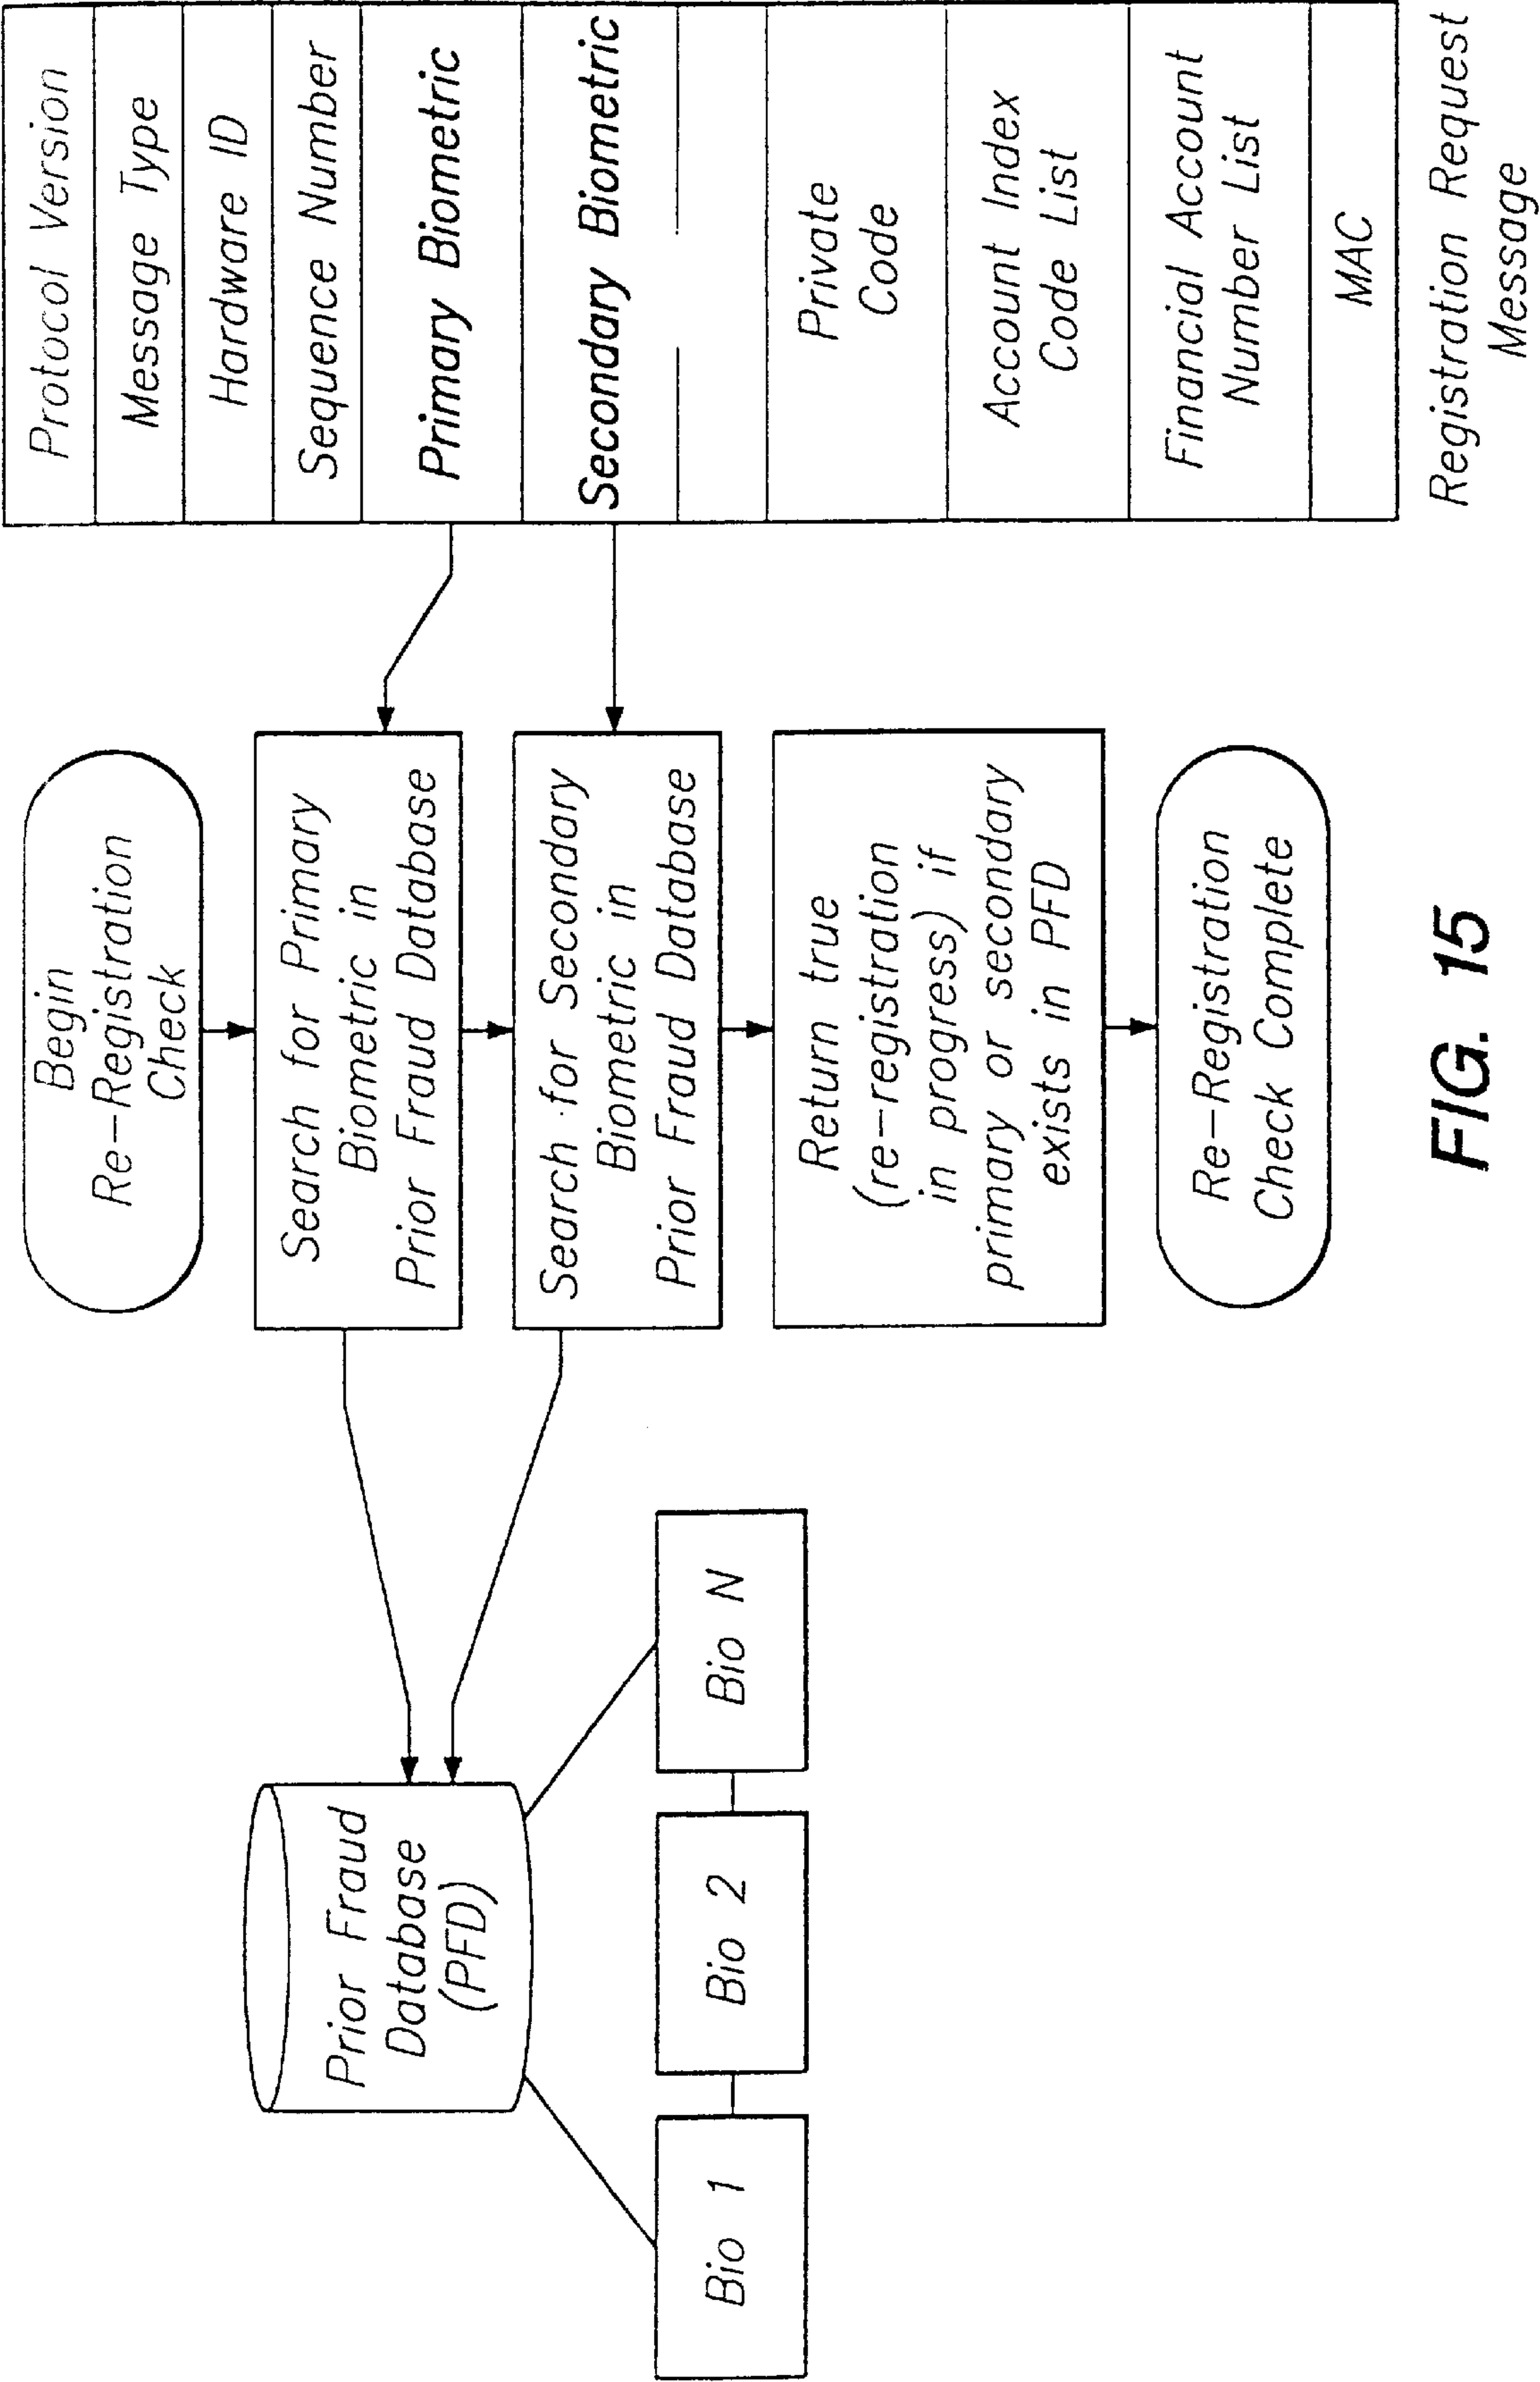 Prior Fraud
Database
(PFD)
Bio 1
Bio 2
Bio N
Begin
Re-Registration
Check
Search for Primary
Biometric in
Prior Fraud Database
Search for Secondary
Biometric in
Prior Fraud Database
Return true
(re-registration
in progress) if
primary or secondary
exists in PFD
Re-Registration
Check Complete
Protocol Version
Message Type
Hardware ID
Sequence Number
Primary Biometric
Secondary Biometric
Private
Code
Account Index
Code List
Financial Account
Number List
MAC
Registration Request
Message
FIG. 15